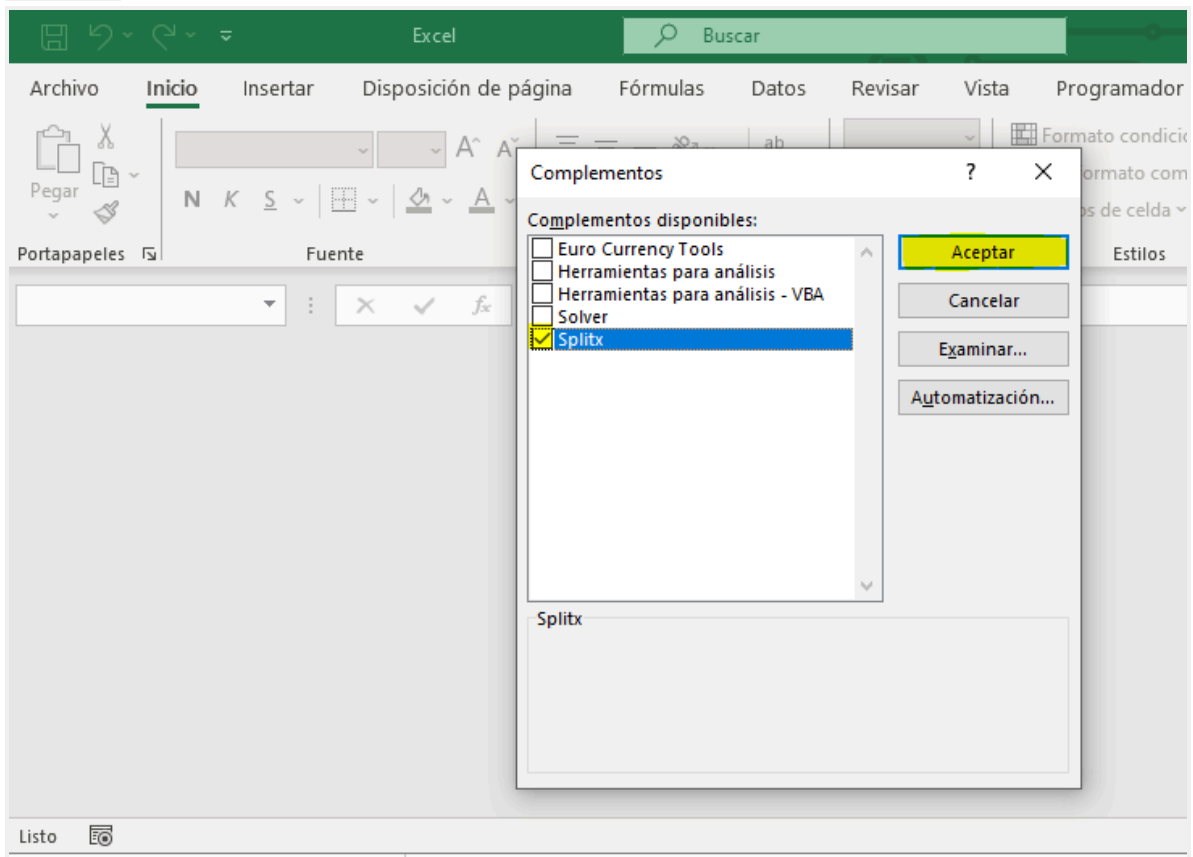 Excel Buscar
Archivo Inicio Insertar Disposición de página Fórmulas Datos Revisar Vista Programador
Pegar
N K S A
Formato condicio
ormato com
os de celda
Portapapeles Fuente Estilos
fx
Complementos ? X
Complementos disponibles:
Euro Currency Tools
Herramientas para análisis
Herramientas para análisis - VBA
Solver
Splitx
Aceptar
Cancelar
Examinar...
Automatización...
Splitx
Listo